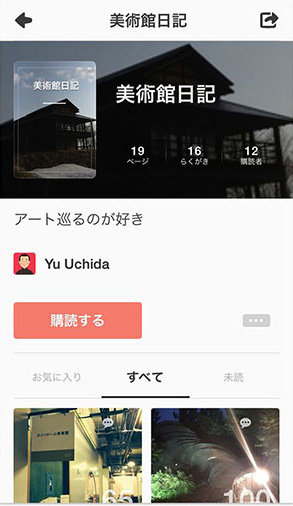 美術館日記
美術館日記
美術館日記
19
ページ
16
らくがき
12
購読者
アート巡るのが好き
Yu Uchida
購読する
お気に入り
すべて
未読
65
100